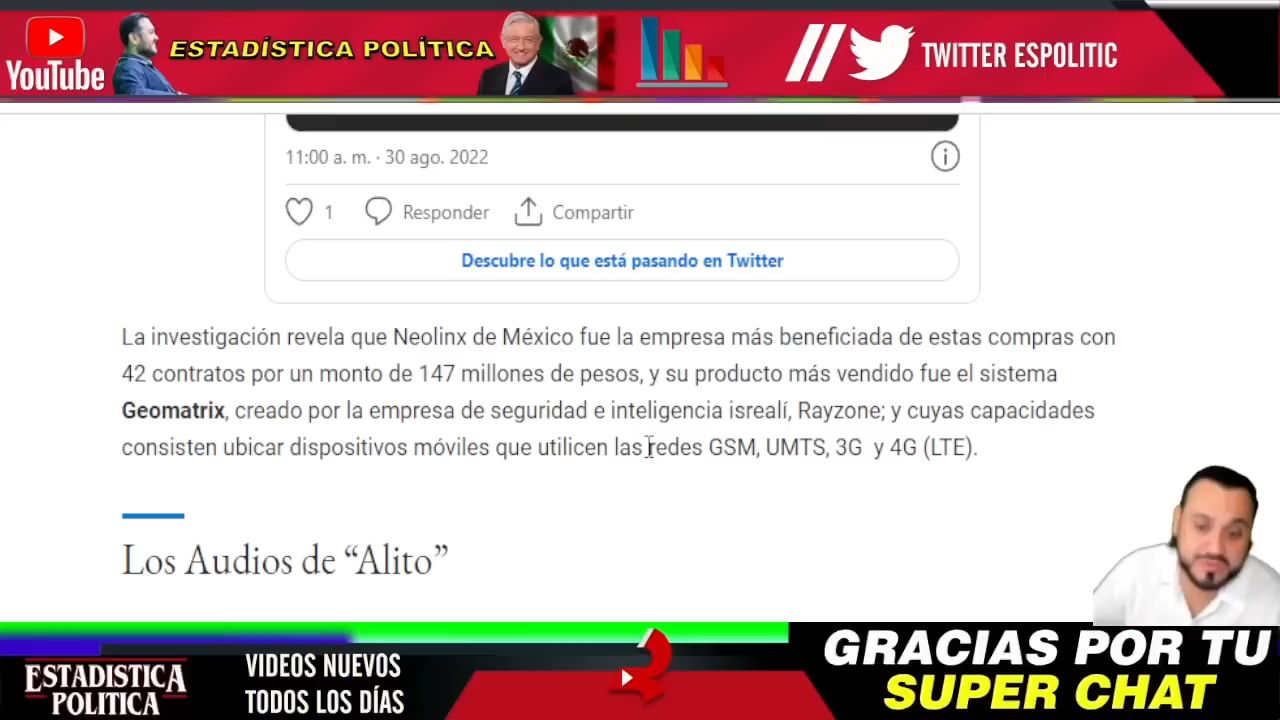 YouTube
ESTADÍSTICA POLÍTICA
TWITTER ESPOLITIC
11:00 a. m. · 30 ago. 2022
1 Responder Compartir
Descubre lo que está pasando en Twitter
La investigación revela que Neolinx de México fue la empresa más beneficiada de estas compras con
42 contratos por un monto de 147 millones de pesos, y su producto más vendido fue el sistema
Geomatrix, creado por la empresa de seguridad e inteligencia isrealí, Rayzone; y cuyas capacidades
consisten ubicar dispositivos móviles que utilicen las redes GSM, UMTS, 3G y 4G (LTE).
Los Audios de “Alito”
ESTADISTICA
POLÍTICA
VIDEOS NUEVOS
TODOS LOS DÍAS
GRACIAS POR TU
SUPER CHAT